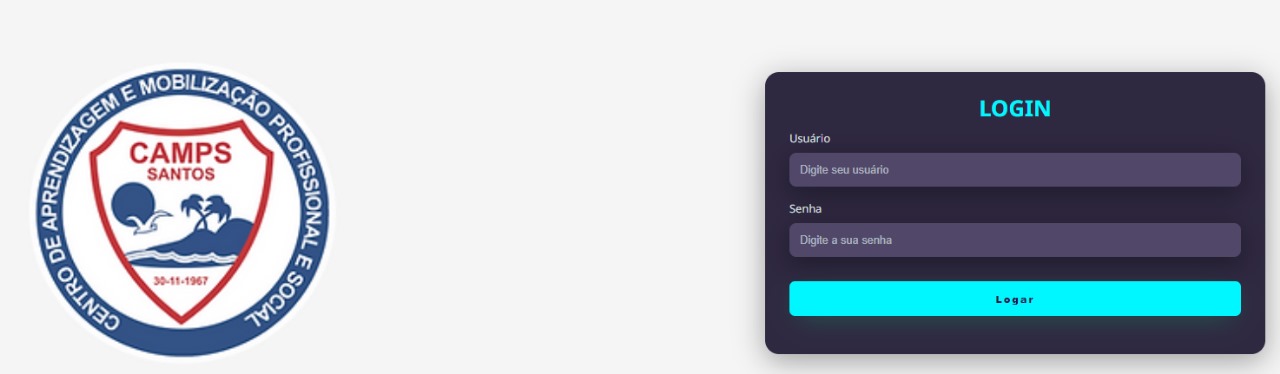 CENTRO DE APRENDIZAGEM E MOBILIZAÇÃO PROFISSIONAL E SOCIAL
CAMPS
SANTOS
30-11-1967
LOGIN
Usuário
Digite seu usuário
Senha
Digite a sua senha
Logar